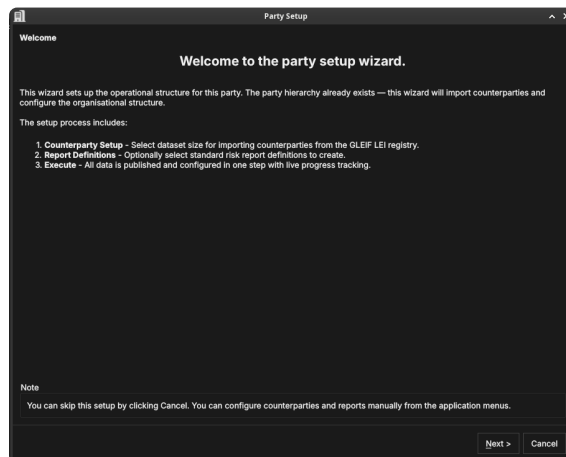 Party Setup
Welcome
Welcome to the party setup wizard.
This wizard sets up the operational structure for this party. The party hierarchy already exists — this wizard will import counterparties and
configure the organisational structure.
The setup process includes:
1. Counterparty Setup - Select dataset size for importing counterparties from the GLEIF LEI registry.
2. Report Definitions - Optionally select standard risk report definitions to create.
3. Execute - All data is published and configured in one step with live progress tracking.
Note
You can skip this setup by clicking Cancel. You can configure counterparties and reports manually from the application menus.
Next > Cancel